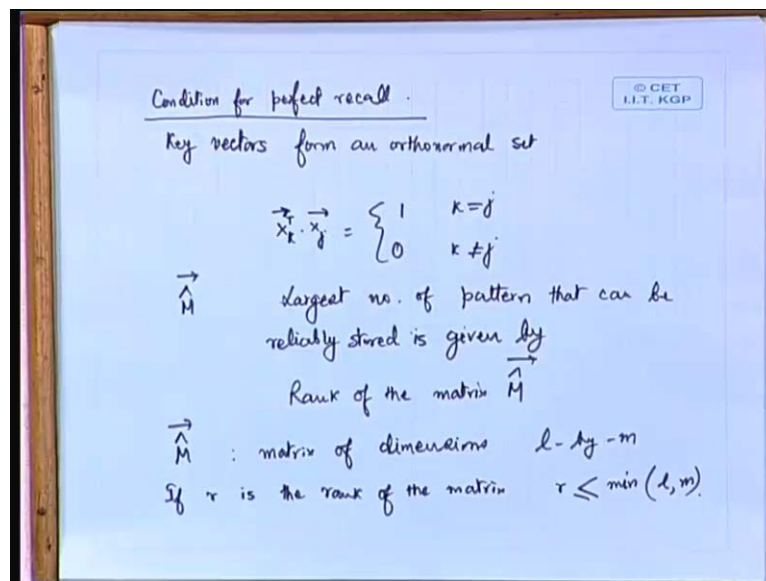 Condition for perfect recall.
© CET
I.I.T. KGP
Key vectors form an orthonormal set
x⃗ₖᵀ · x⃗ⱼ = { 1 k=j
0 k≠j
M̂⃗ Largest no. of pattern that can be
reliably stored is given by
Rank of the matrix M̂⃗
M̂⃗ : matrix of dimensions l-by-m
If r is the rank of the matrix r ≤ min (l, m).